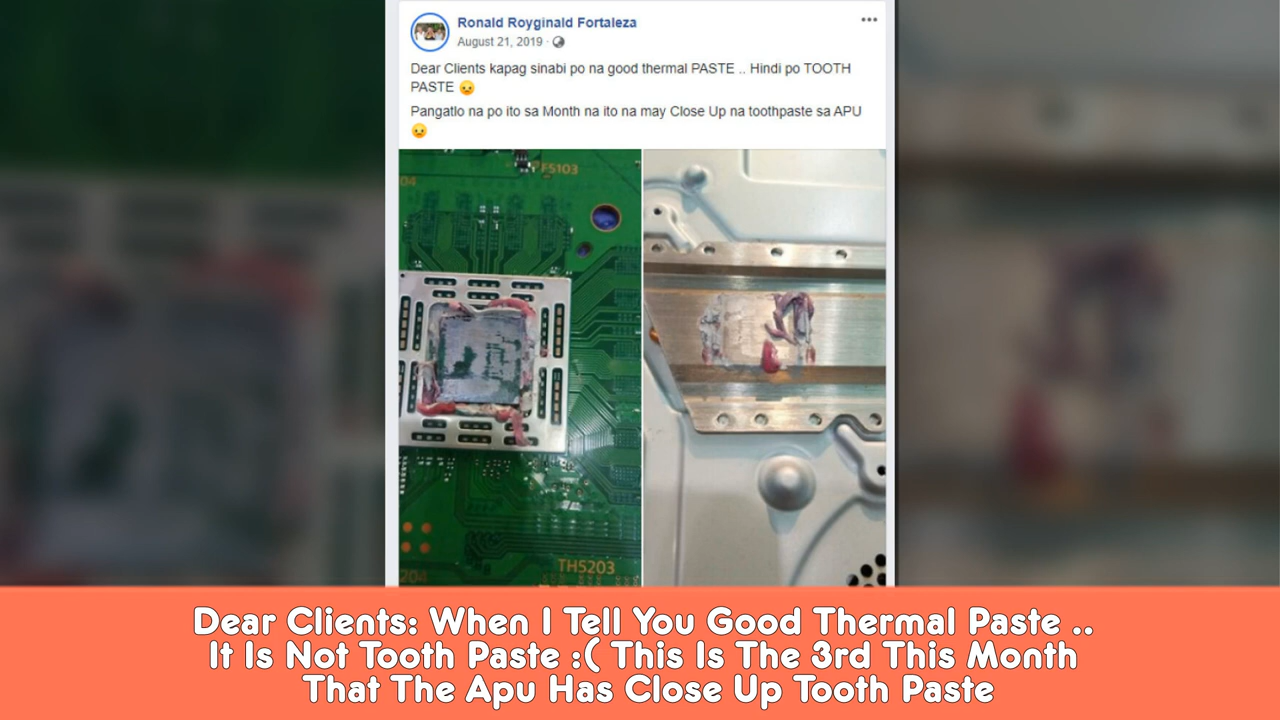 Ronald Royginald Fortaleza
August 21, 2019 ·
Dear Clients kapag sinabi po na good thermal PASTE .. Hindi po TOOTH
PASTE 😠
Pangatlo na po ito sa Month na ito na may Close Up na toothpaste sa APU
😠
F5103
04
TH5203
204
Dear Clients: When I Tell You Good Thermal Paste ..
It Is Not Tooth Paste :( This Is The 3rd This Month
That The Apu Has Close Up Tooth Paste